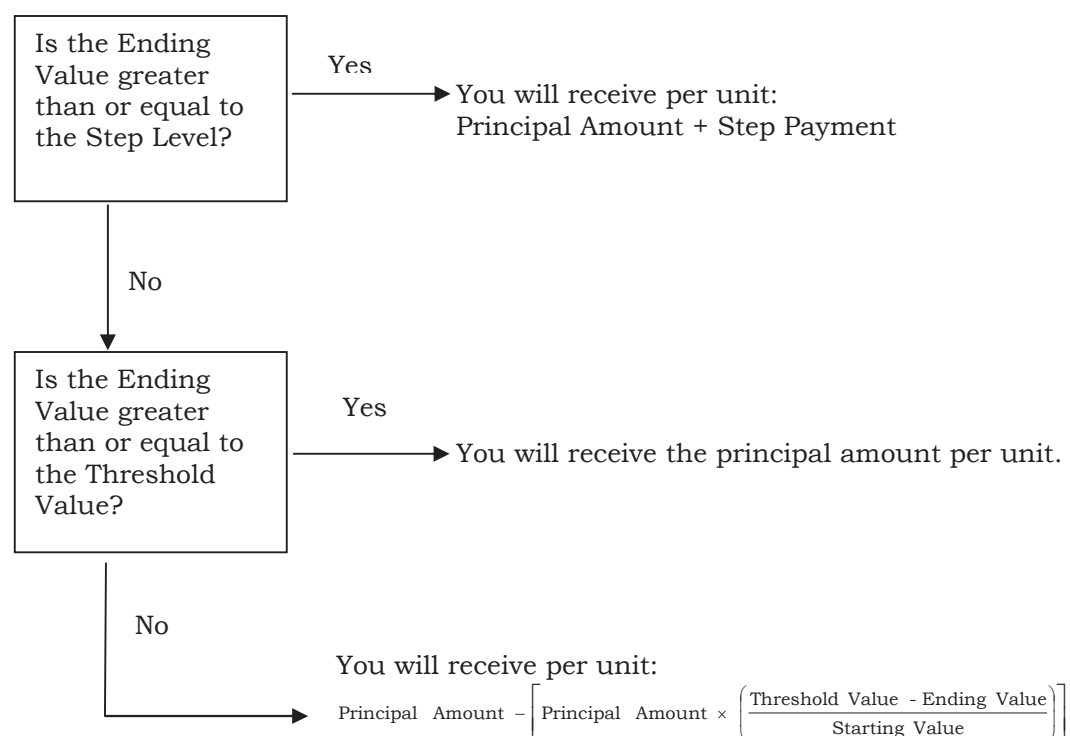 Is the Ending
Value greater
than or equal to
the Step Level?
Yes
You will receive per unit:
Principal Amount + Step Payment
No
Is the Ending
Value greater
than or equal to
the Threshold
Value?
Yes
You will receive the principal amount per unit.
No
You will receive per unit:
Principal Amount − [Principal Amount × (Threshold Value - Ending Value / Starting Value)]